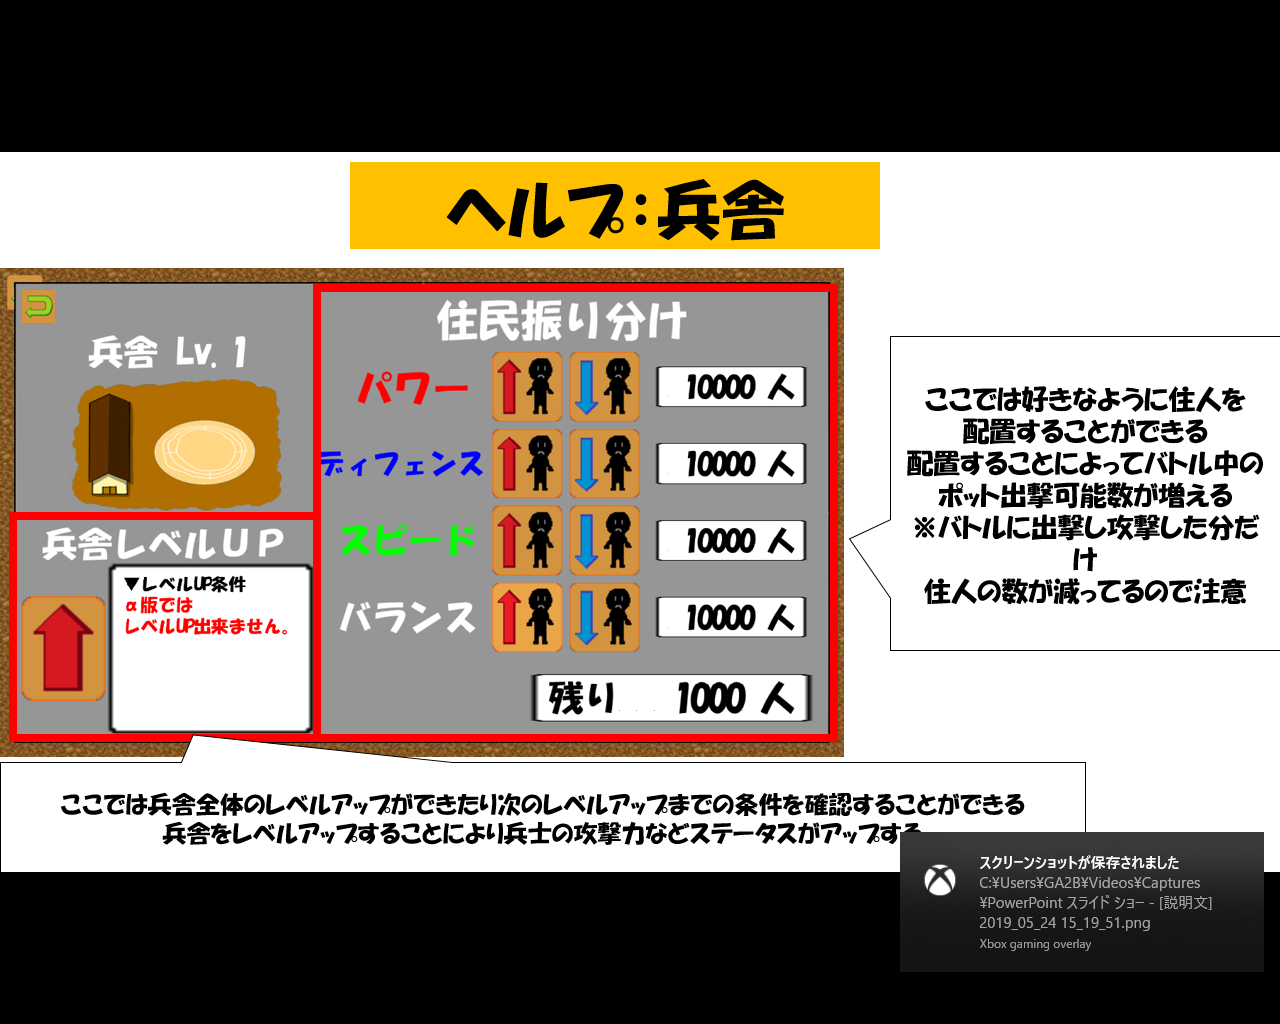 ヘルプ：兵舎
兵舎 Lv. 1
住民振り分け
パワー
10000 人
ディフェンス
10000 人
スピード
10000 人
バランス
10000 人
残り 1000 人
兵舎レベルＵＰ
▼レベルUP条件
α版では
レベルUP出来ません。
ここでは好きなように住人を
配置することができる
配置することによってバトル中の
ポット出撃可能数が増える
※バトルに出撃し攻撃した分だ
け
住人の数が減ってるので注意
ここでは兵舎全体のレベルアップができたり次のレベルアップまでの条件を確認することができる
兵舎をレベルアップすることにより兵士の攻撃力などステータスがアップする
スクリーンショットが保存されました
C:¥Users¥GA2B¥Videos¥Captures
¥PowerPoint スライド ショー - [説明文]
2019_05_24 15_19_51.png
Xbox gaming overlay